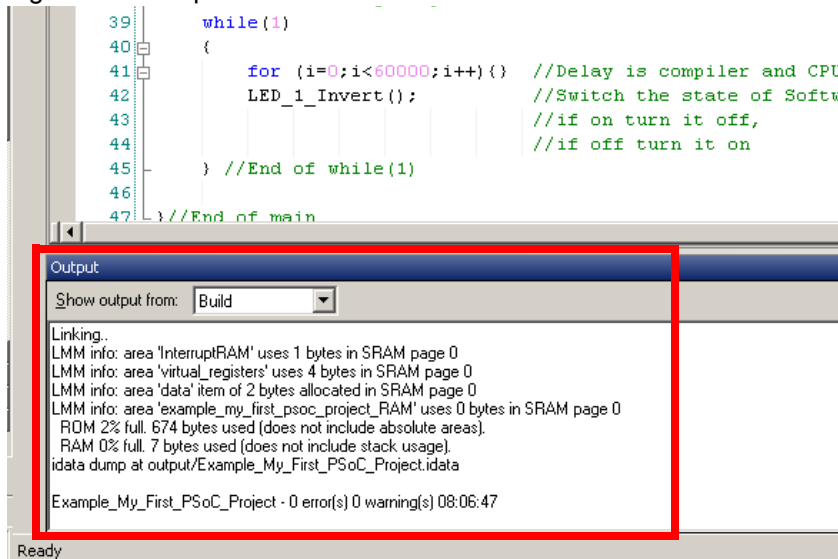 39 while(1)
40 {
41 for (i=0;i<60000;i++){} //Delay is compiler and CPU
42 LED_1_Invert(); //Switch the state of
43 //if on turn it off,
44 //if off turn it on
45 } //End of while(1)
46
47 }//End of main
Output
Show output from: Build
Linking..
LMM info: area 'InterruptRAM' uses 1 bytes in SRAM page 0
LMM info: area 'virtual_registers' uses 4 bytes in SRAM page 0
LMM info: area 'data' item of 2 bytes allocated in SRAM page 0
LMM info: area 'example_my_first_psoc_project_RAM' uses 0 bytes in SRAM page 0
ROM 2% full. 674 bytes used (does not include absolute areas).
RAM 0% full. 7 bytes used (does not include stack usage).
idata dump at output/Example_My_First_PSoC_Project.idata
Example_My_First_PSoC_Project - 0 error(s) 0 warning(s) 08:06:47
Ready